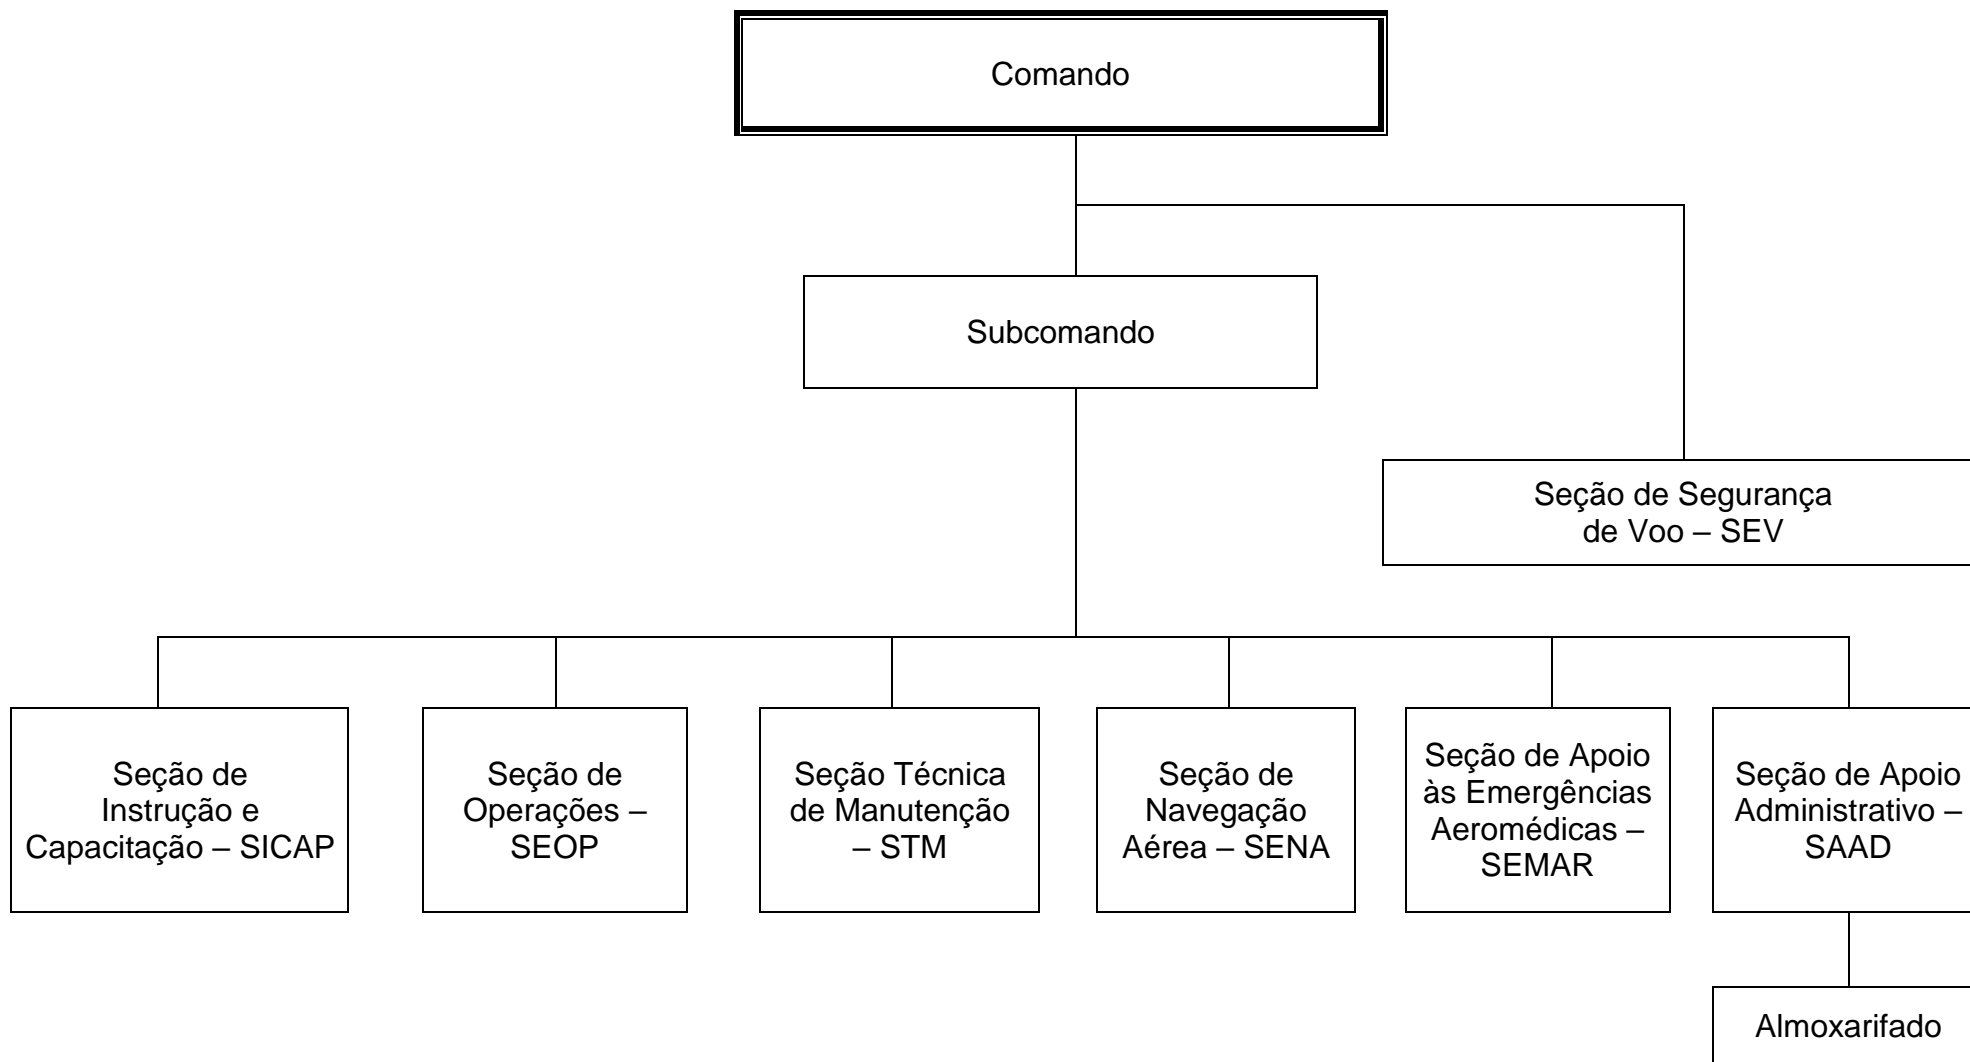 Comando
Subcomando
Seção de Segurança
de Voo – SEV
Seção de
Instrução e
Capacitação – SICAP
Seção de
Operações –
SEOP
Seção Técnica
de Manutenção
– STM
Seção de
Navegação
Aérea – SENA
Seção de Apoio
às Emergências
Aeromédicas –
SEMAR
Seção de Apoio
Administrativo –
SAAD
Almoxarifado